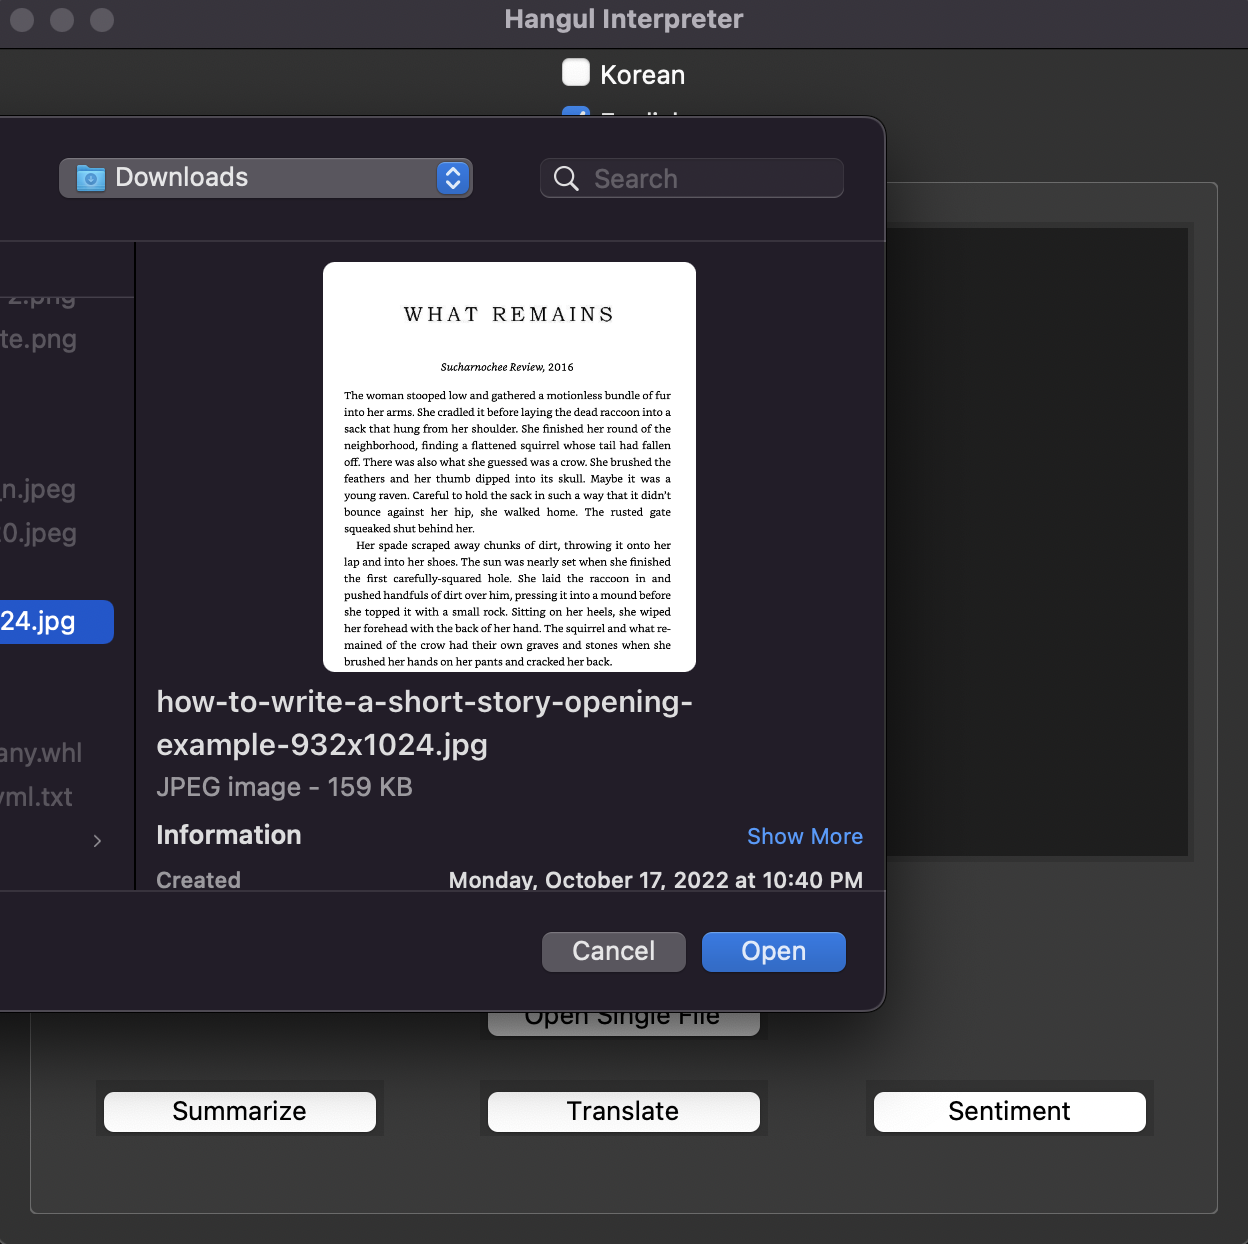 Hangul Interpreter
Korean
English
Downloads
Search
2.png
te.png
n.jpeg
0.jpeg
24.jpg
any.whl
yml.txt
WHAT REMAINS
Sucharnochee Review, 2016
The woman stooped low and gathered a motionless bundle of fur
into her arms. She cradled it before laying the dead raccoon into a
sack that hung from her shoulder. She finished her round of the
neighborhood, finding a flattened squirrel whose tail had fallen
off. There was also what she guessed was a crow. She brushed the
feathers and her thumb dipped into its skull. Maybe it was a
young raven. Careful to hold the sack in such a way that it didn't
bounce against her hip, she walked home. The rusted gate
squeaked shut behind her.
Her spade scraped away chunks of dirt, throwing it onto her
lap and into her shoes. The sun was nearly set when she finished
the first carefully-squared hole. She laid the raccoon in and
pushed handfuls of dirt over him, pressing it into a mound before
she topped it with a small rock. Sitting on her heels, she wiped
her forehead with the back of her hand. The squirrel and what re-
mained of the crow had their own graves and stones when she
brushed her hands on her pants and cracked her back.
how-to-write-a-short-story-opening-
example-932x1024.jpg
JPEG image - 159 KB
Information
Show More
Created
Monday, October 17, 2022 at 10:40 PM
Cancel
Open
Open Single File
Summarize
Translate
Sentiment